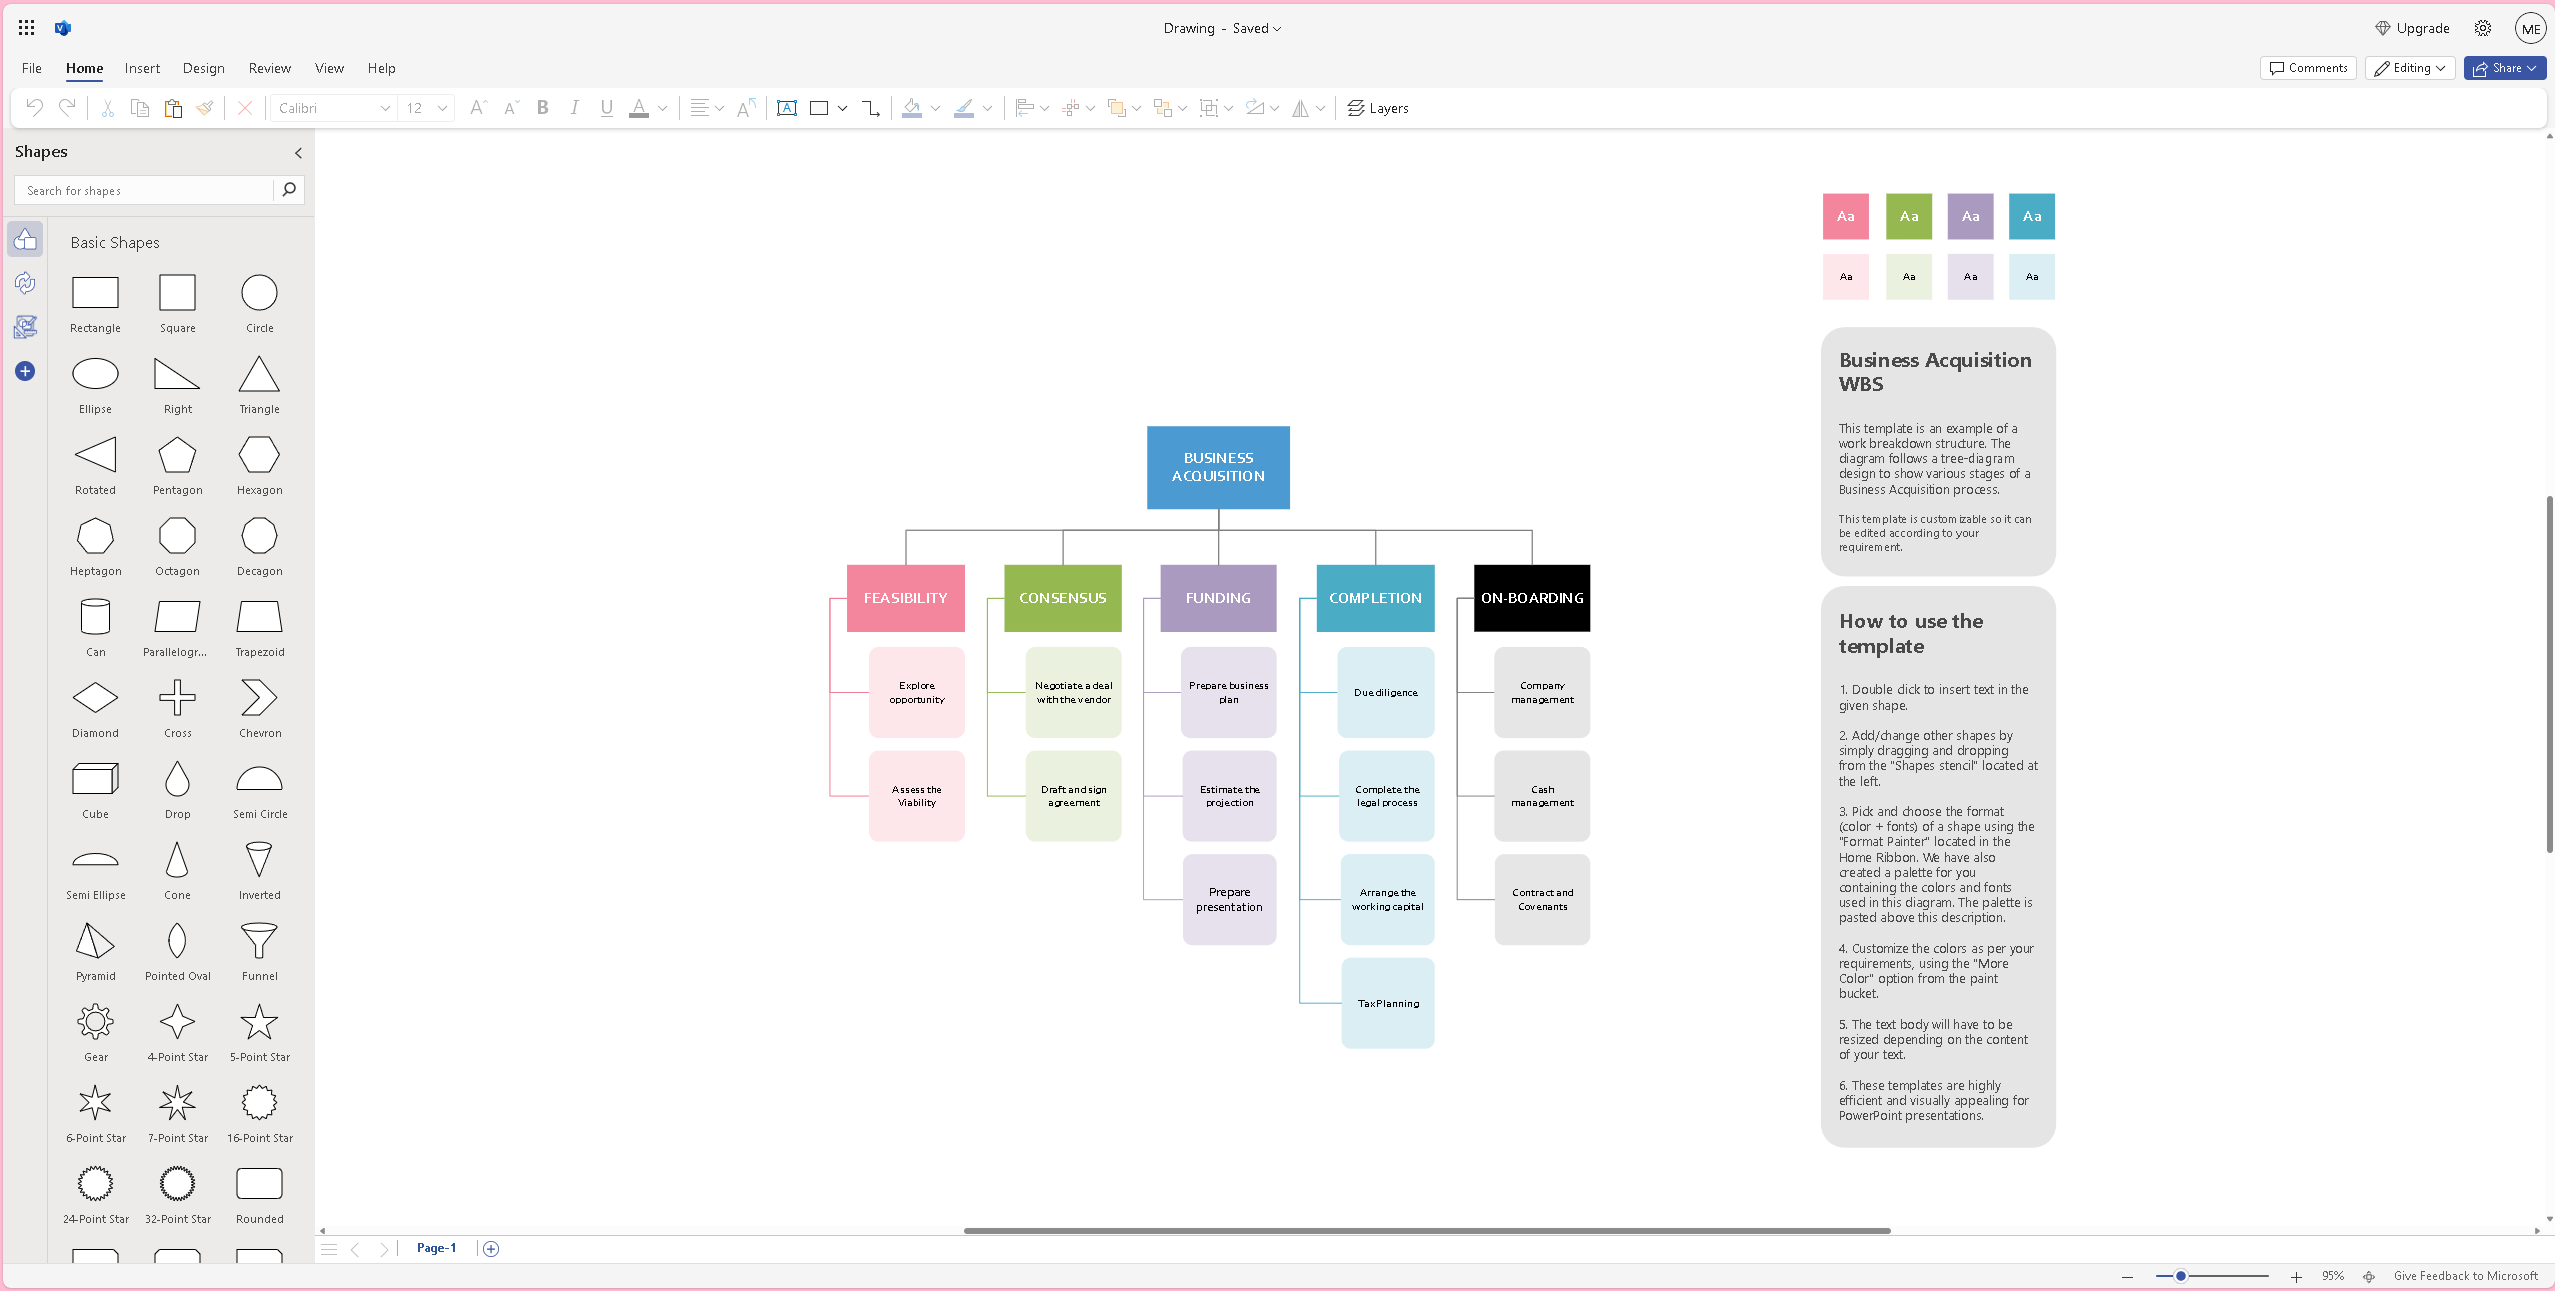 Drawing - Saved
Upgrade
ME
File
Home
Insert
Design
Review
View
Help
Comments
Editing
Share
Calibri
12
Layers
Shapes
Search for shapes
Basic Shapes
Rectangle
Square
Circle
Ellipse
Right
Triangle
Rotated
Pentagon
Hexagon
Heptagon
Octagon
Decagon
Can
Parallelogr...
Trapezoid
Diamond
Cross
Chevron
Cube
Drop
Semi Circle
Semi Ellipse
Cone
Inverted
Pyramid
Pointed Oval
Funnel
Gear
4-Point Star
5-Point Star
6-Point Star
7-Point Star
16-Point Star
24-Point Star
32-Point Star
Rounded
BUSINESS
ACQUISITION
FEASIBILITY
CONSENSUS
FUNDING
COMPLETION
ON-BOARDING
Explore
opportunity
Negotiate a deal
with the vendor
Prepare business
plan
Due diligence
Company
management
Assess the
Viability
Draft and sign
agreement
Estimate the
projection
Complete the
legal process
Cash
management
Prepare
presentation
Arrange the
working capital
Contract and
Covenants
Tax Planning
Aa
Aa
Aa
Aa
Aa
Aa
Aa
Aa
Business Acquisition
WBS
This template is an example of a
work breakdown structure. The
diagram follows a tree-diagram
design to show various stages of a
Business Acquisition process.
This template is customizable so it can
be edited according to your
requirement.
How to use the
template
1. Double click to insert text in the
given shape.
2. Add/change other shapes by
simply dragging and dropping
from the "Shapes stencil" located at
the left.
3. Pick and choose the format
(color + fonts) of a shape using the
"Format Painter" located in the
Home Ribbon. We have also
created a palette for you
containing the colors and fonts
used in this diagram. The palette is
pasted above this description.
4. Customize the colors as per your
requirements, using the "More
Color" option from the paint
bucket.
5. The text body will have to be
resized depending on the content
of your text.
6. These templates are highly
efficient and visually appealing for
PowerPoint presentations.
Page-1
95%
Give Feedback to Microsoft